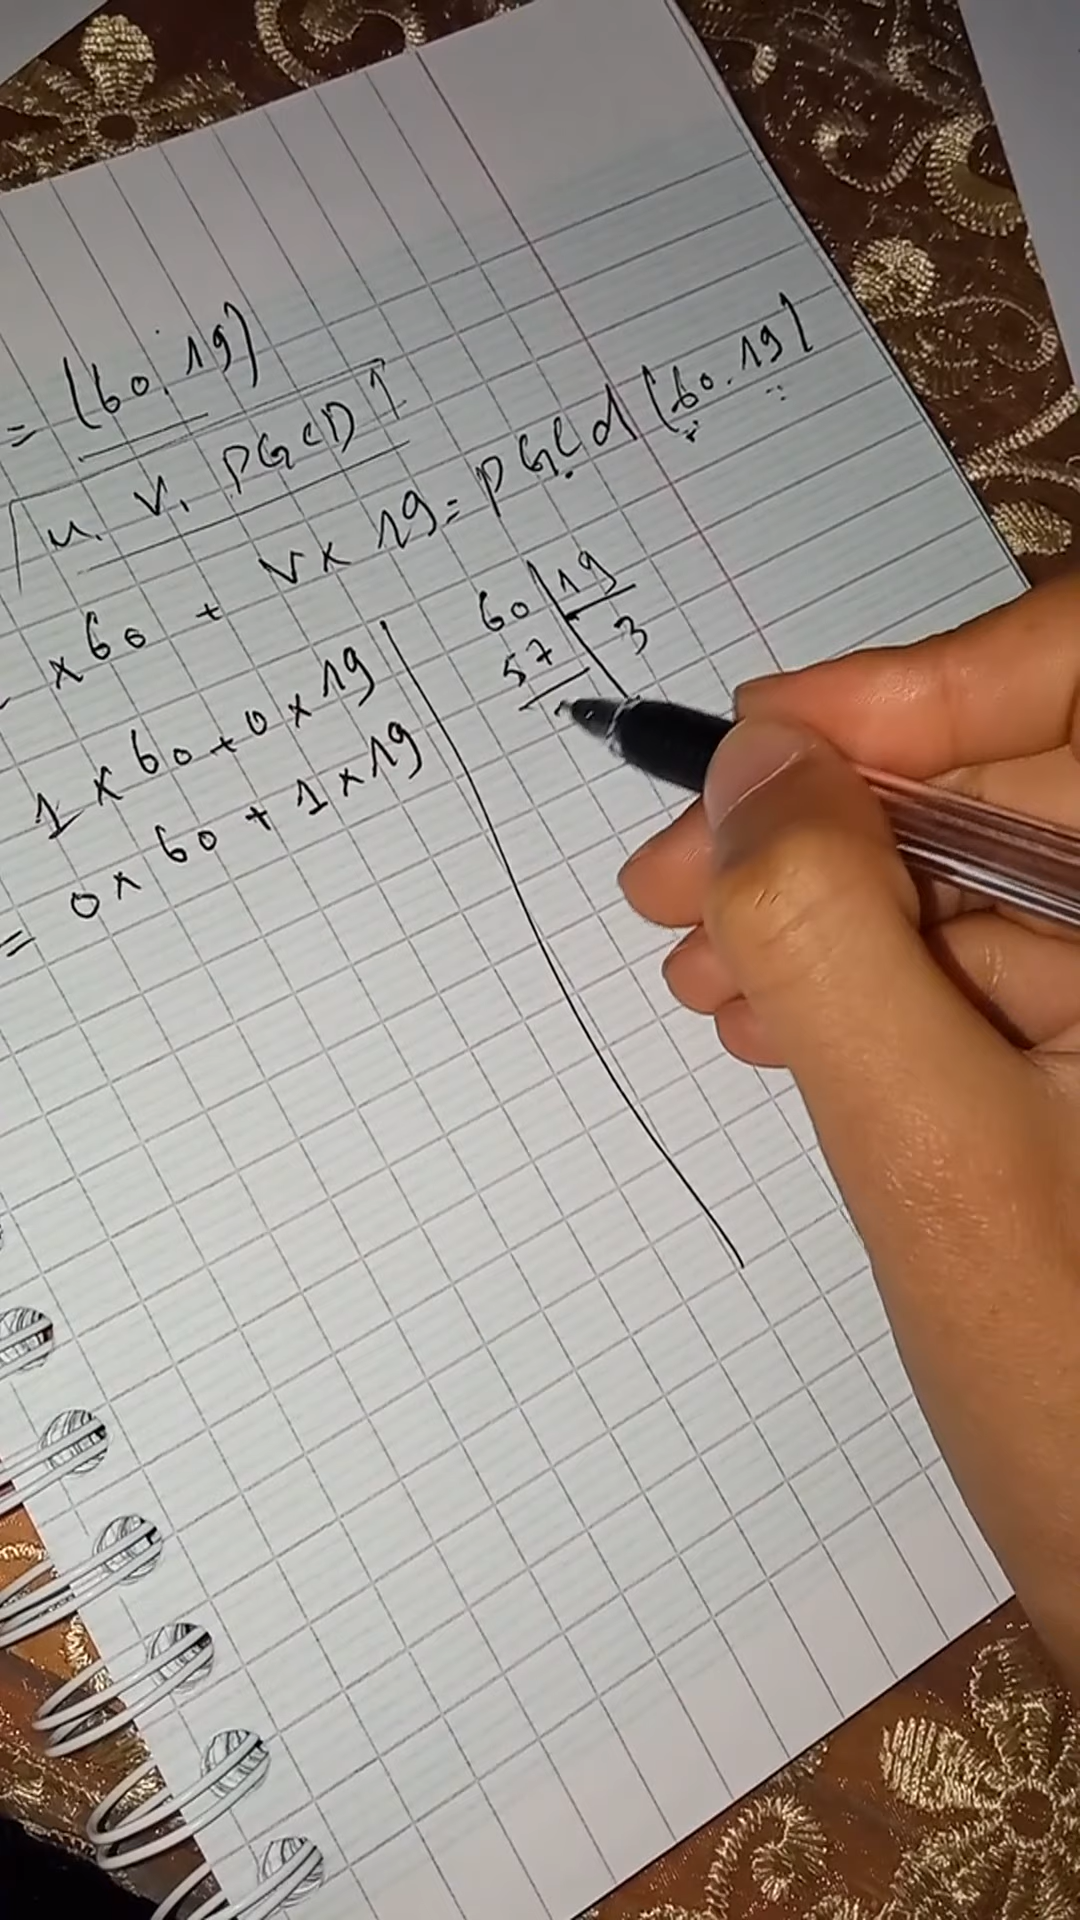 = (60, 19)
u, v, PGCD
x 60 + v x 19 = PGCd (60, 19)
1 x 60 + 0 x 19
= 0 x 60 + 1 x 19
60 19
57 3